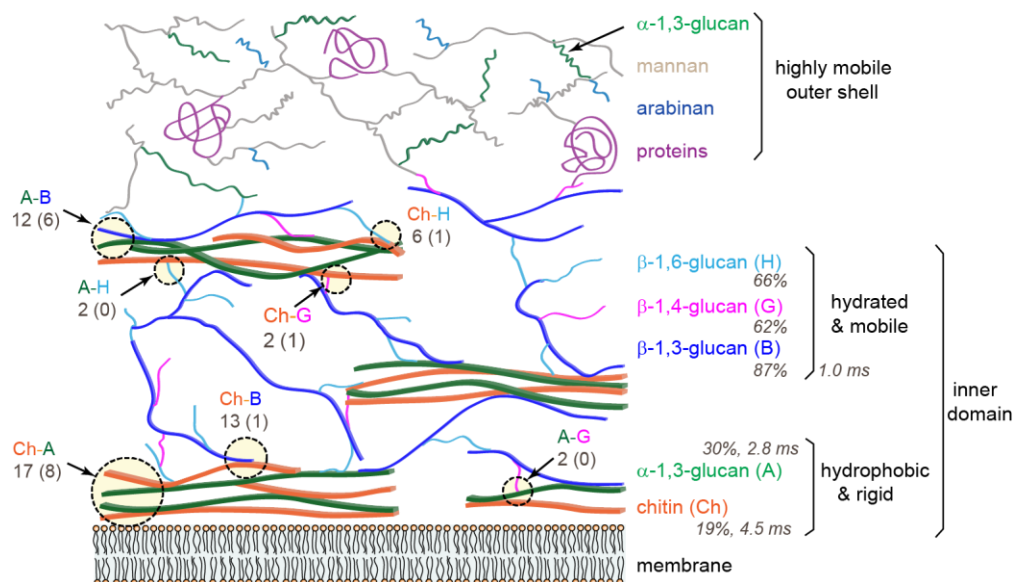 α-1,3-glucan
mannan
arabinan
proteins
highly mobile
outer shell
A-B
12 (6)
Ch-H
6 (1)
A-H
2 (0)
Ch-G
2 (1)
β-1,6-glucan (H)
66%
β-1,4-glucan (G)
62%
β-1,3-glucan (B)
87%
1.0 ms
hydrated
& mobile
inner
domain
Ch-B
13 (1)
Ch-A
17 (8)
A-G
2 (0)
30%, 2.8 ms
α-1,3-glucan (A)
chitin (Ch)
19%, 4.5 ms
hydrophobic
& rigid
membrane